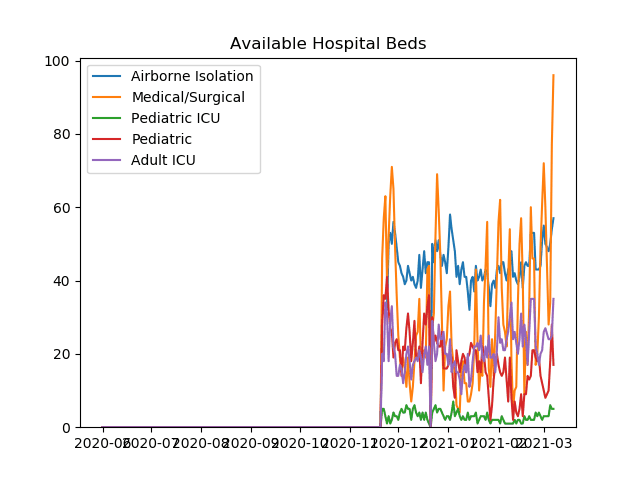 Available Hospital Beds
100
80
60
40
20
0
Airborne Isolation
Medical/Surgical
Pediatric ICU
Pediatric
Adult ICU
2020-06 2020-07 2020-08 2020-09 2020-10 2020-11 2020-12 2021-01 2021-02 2021-03